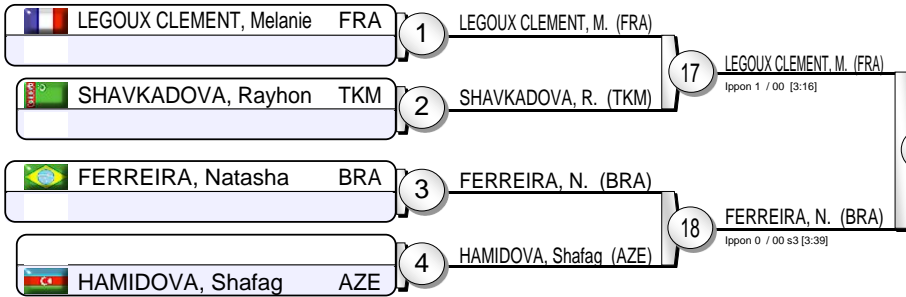 LEGOUX CLEMENT, Melanie FRA
1
LEGOUX CLEMENT, M. (FRA)
17
LEGOUX CLEMENT, M. (FRA)
Ippon 1 / 00 [3:16]
SHAVKADOVA, Rayhon TKM
2
SHAVKADOVA, R. (TKM)
FERREIRA, Natasha BRA
3
FERREIRA, N. (BRA)
18
FERREIRA, N. (BRA)
Ippon 0 / 00 s3 [3:39]
HAMIDOVA, Shafag AZE
4
HAMIDOVA, Shafag (AZE)